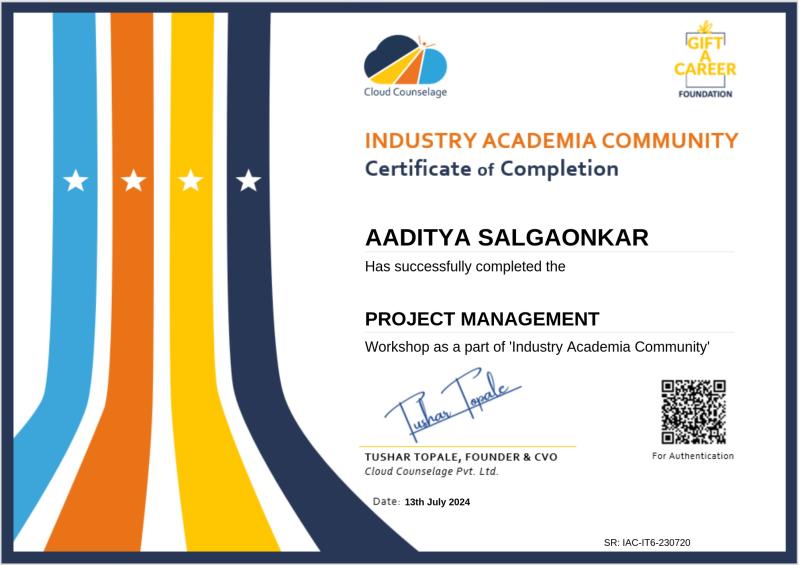 Cloud Counselage
GIFT
A
CAREER
FOUNDATION
INDUSTRY ACADEMIA COMMUNITY
Certificate of Completion
AADITYA SALGAONKAR
Has successfully completed the
PROJECT MANAGEMENT
Workshop as a part of 'Industry Academia Community'
Tushar Topale
TUSHAR TOPALE, FOUNDER & CVO
Cloud Counselage Pvt. Ltd.
For Authentication
Date: 13th July 2024
SR: IAC-IT6-230720